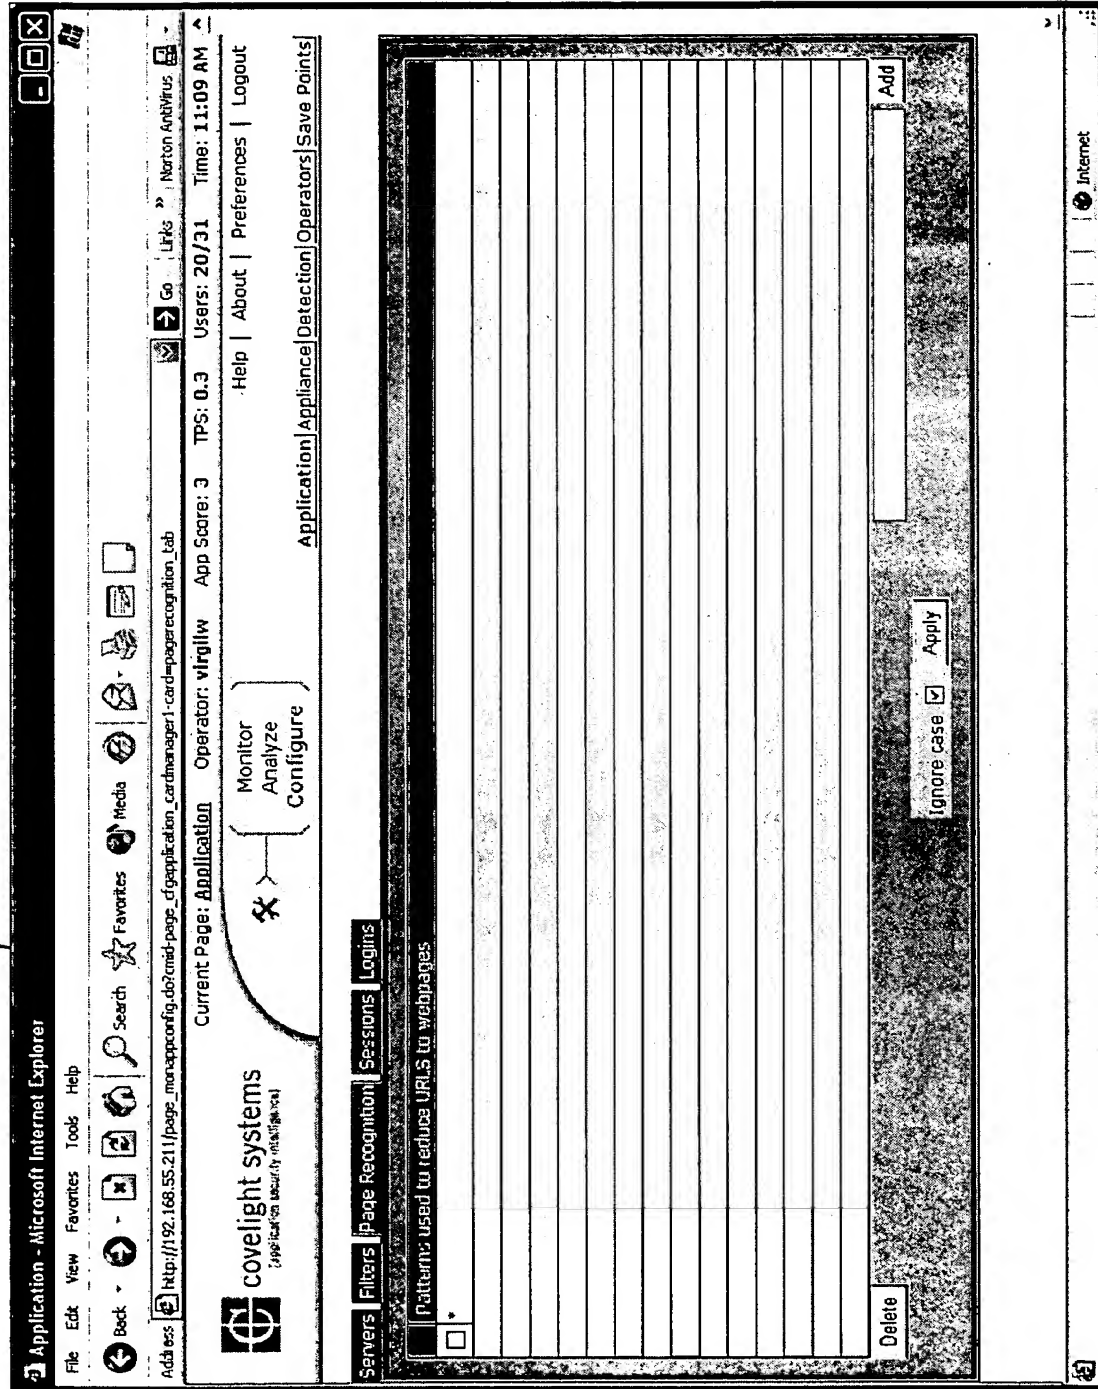 Application - Microsoft Internet Explorer
File Edit View Favorites Tools Help
Back Search Favorites Media
Address http://192.168.55.211/page_monappconfig.do?cmid-page_cfgapplication_cardmanager1-card=pagerecognition_tab Go Links » Norton AntiVirus
Current Page: Application Operator: virgilw App Score: 3 TPS: 0.3 Users: 20/31 Time: 11:09 AM
covelight systems
[application security intelligence]
Monitor
Analyze
Configure
Help | About | Preferences | Logout
Application|Appliance|Detection|Operators|Save Points|
Servers Filters Page Recognition Sessions Logins
Patterns used to reduce URLS to webpages
*
Delete Add
Ignore case Apply
Internet